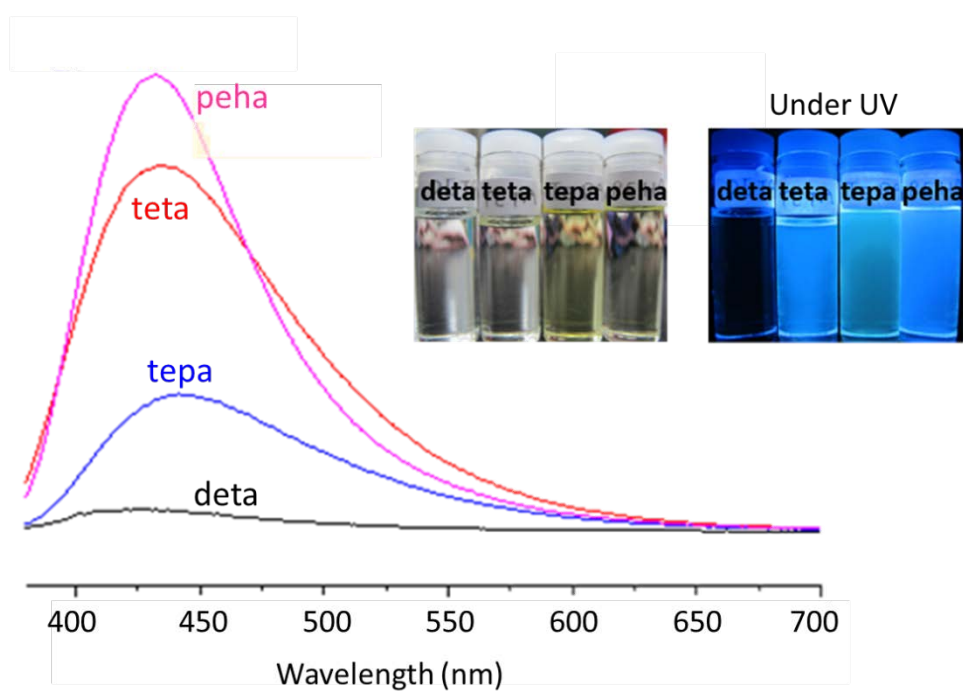 peha
teta
tepa
deta
Under UV
deta teta tepa peha
deta teta tepa peha
400 450 500 550 600 650 700
Wavelength (nm)